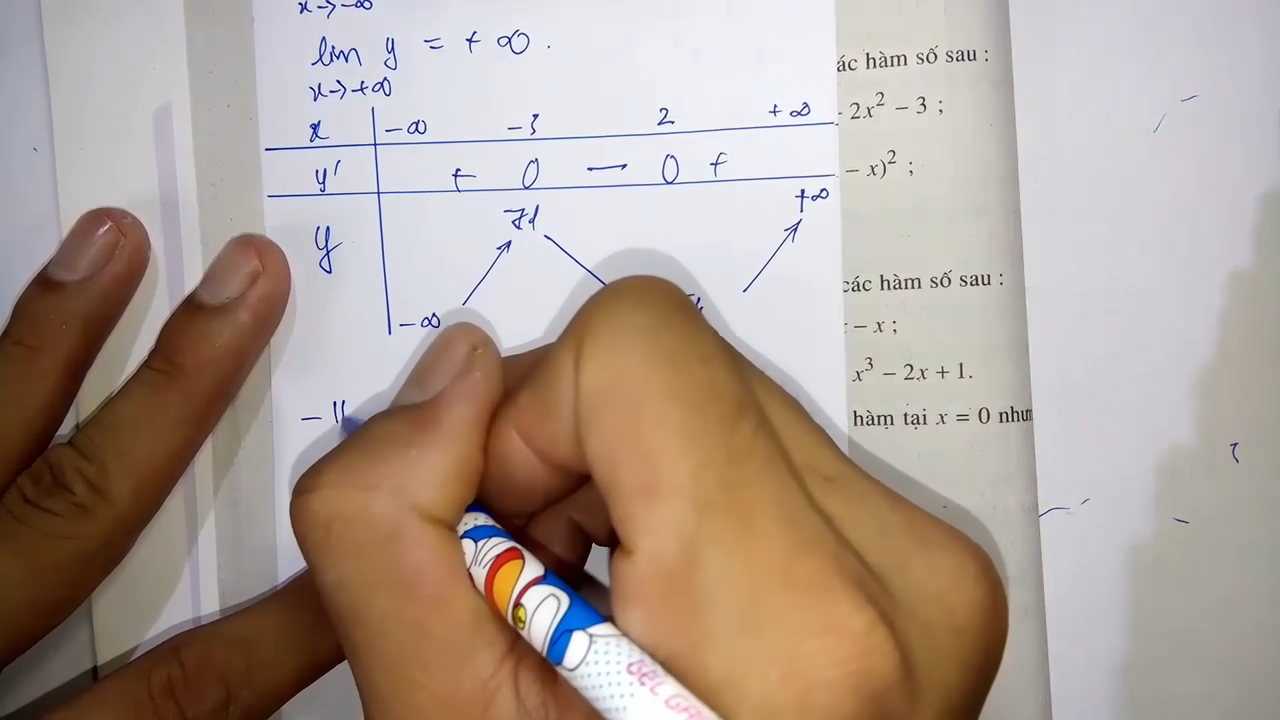 x → -∞
lim y = + ∞ .
x → +∞
x -∞ -3 2 +∞
y' + 0 — 0 +
y 71 +∞
-∞
- 11
ác hàm số sau :
2x² − 3 ;
− x)² ;
các hàm số sau :
− x ;
x³ − 2x + 1.
hàm tại x = 0 như